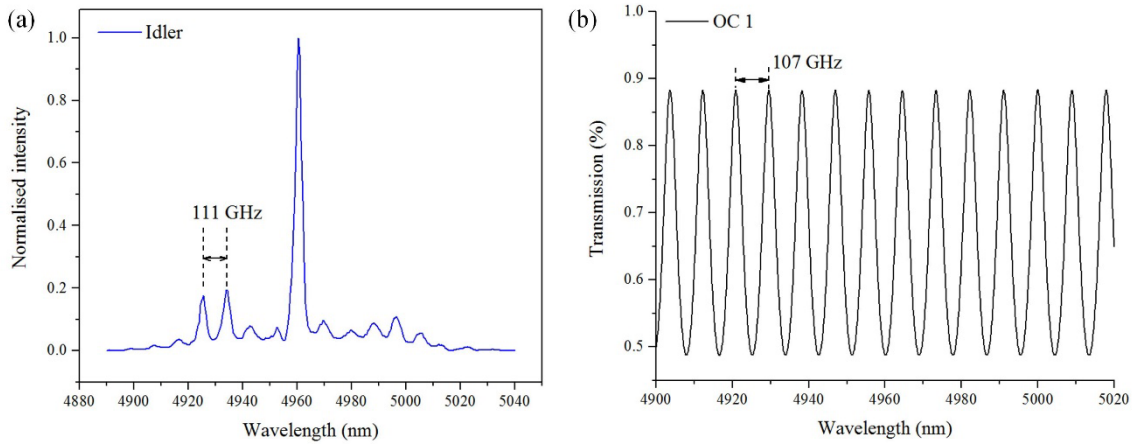 (a)
Idler
111 GHz
Normalised intensity
1.0
0.8
0.6
0.4
0.2
0.0
4880 4900 4920 4940 4960 4980 5000 5020 5040
Wavelength (nm)
(b)
OC 1
107 GHz
Transmission (%)
1.0
0.9
0.8
0.7
0.6
0.5
4900 4920 4940 4960 4980 5000 5020
Wavelength (nm)